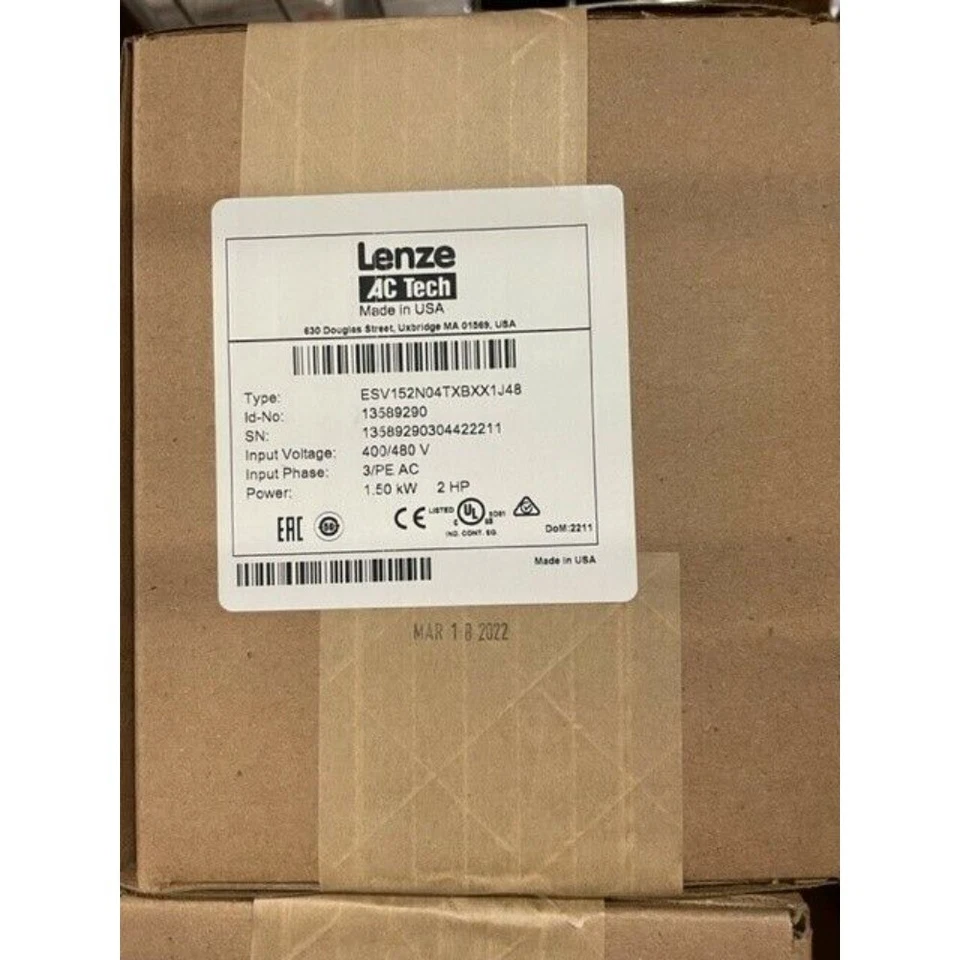 Lenze
AC Tech
Made in USA
630 Douglas Street, Uxbridge MA 01569, USA
Type: ESV152N04TXBXX1J48
Id-No: 13589290
SN: 13589290304422211
Input Voltage: 400/480 V
Input Phase: 3/PE AC
Power: 1.50 kW 2 HP
EAC CE LISTED C UL US
IND. CONT. EQ.
DoM:2211
Made in USA
MAR 18 2022